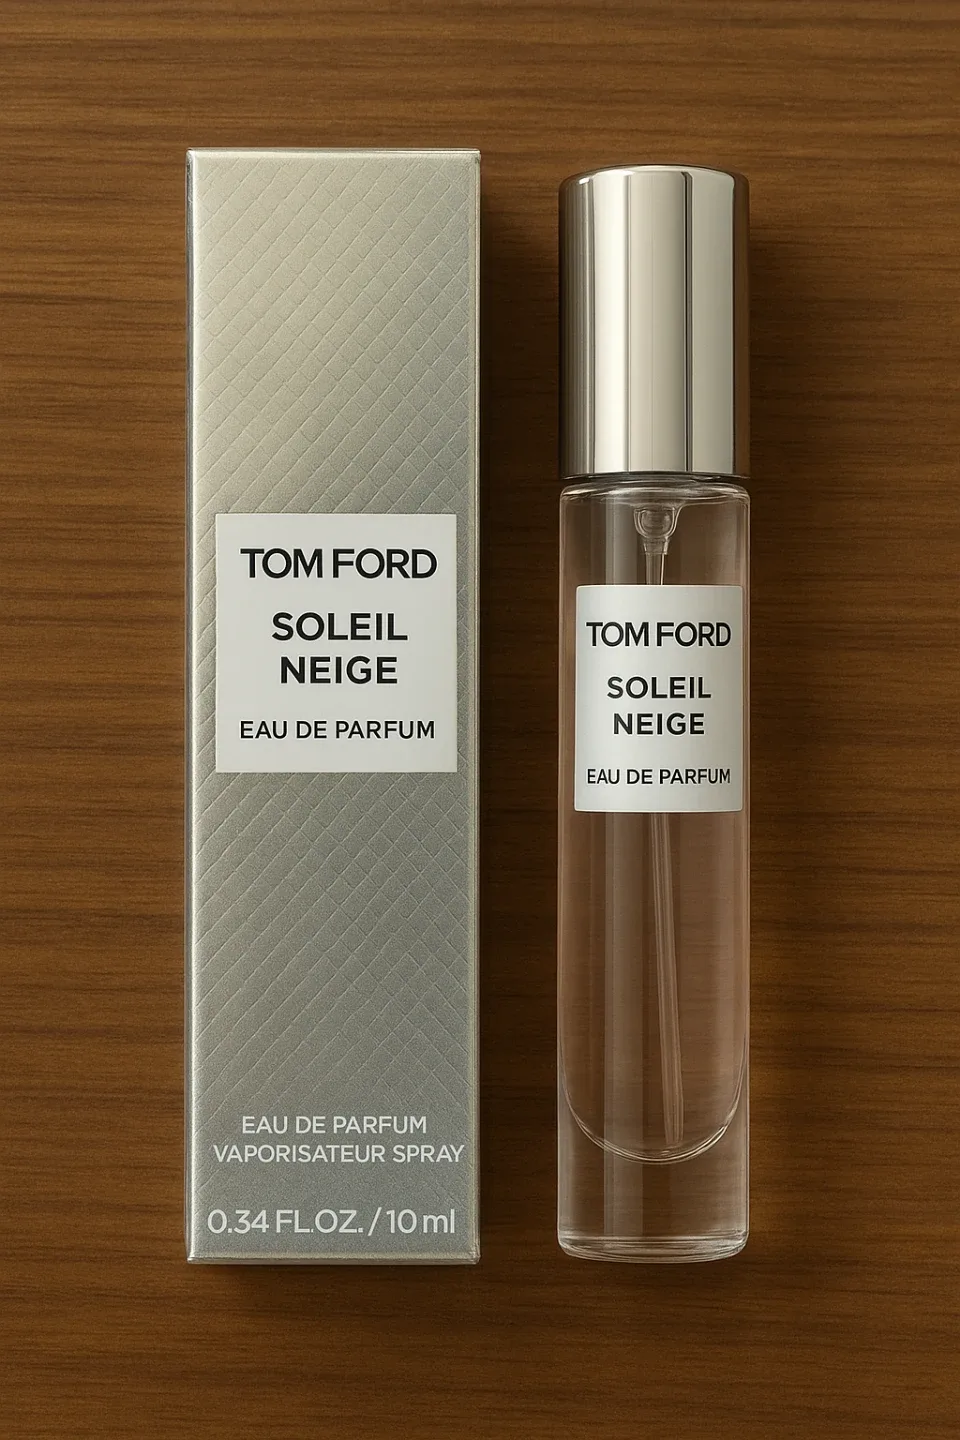 TOM FORD
SOLEIL
NEIGE
EAU DE PARFUM
EAU DE PARFUM
VAPORISATEUR SPRAY
0.34 FL.OZ. / 10 ml
TOM FORD
SOLEIL
NEIGE
EAU DE PARFUM